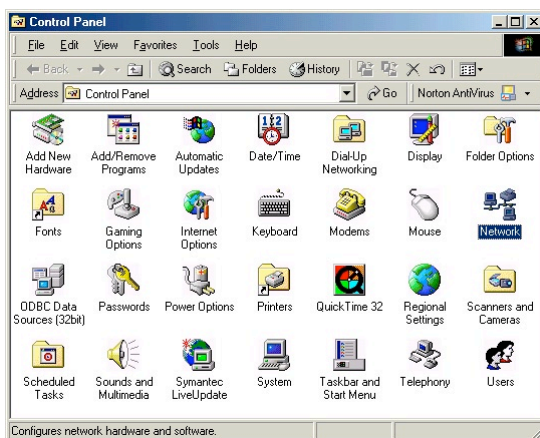 Control Panel
File Edit View Favorites Tools Help
Back Search Folders History
Address Control Panel Go Norton AntiVirus
Add New Hardware
Add/Remove Programs
Automatic Updates
Date/Time
Dial-Up Networking
Display
Folder Options
Fonts
Gaming Options
Internet Options
Keyboard
Modems
Mouse
Network
ODBC Data Sources (32bit)
Passwords
Power Options
Printers
QuickTime 32
Regional Settings
Scanners and Cameras
Scheduled Tasks
Sounds and Multimedia
Symantec LiveUpdate
System
Taskbar and Start Menu
Telephony
Users
Configures network hardware and software.